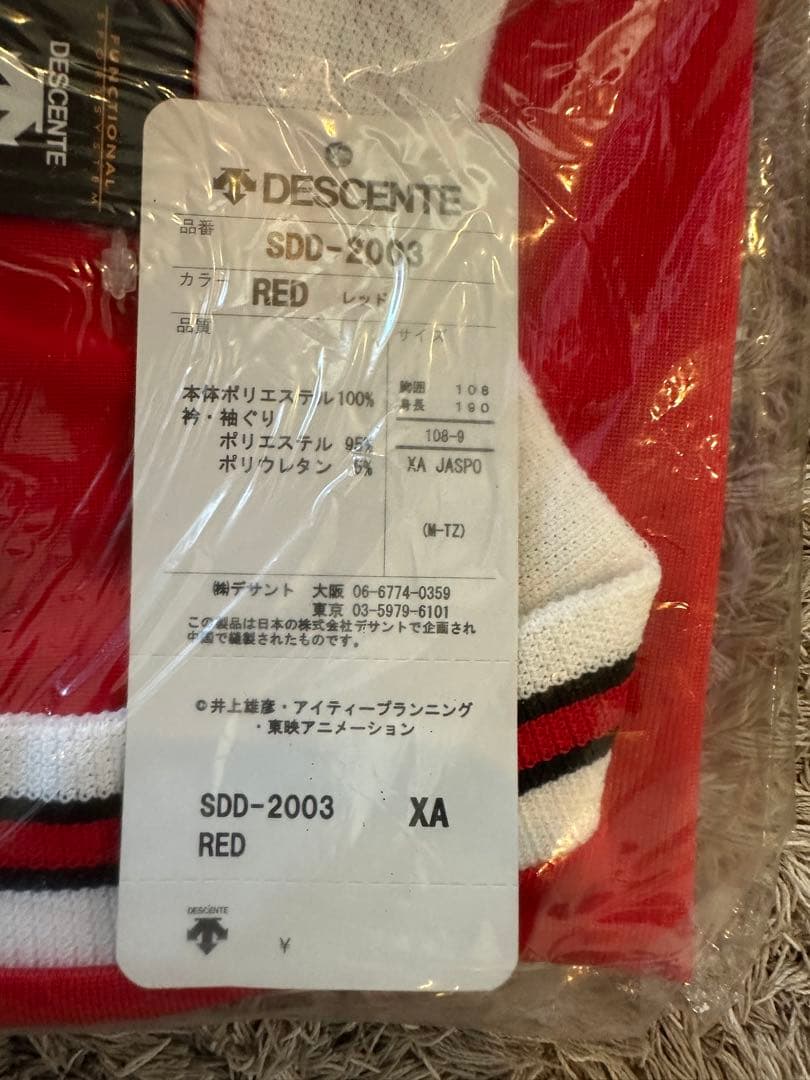 DESCENTE
FUNCTIONAL
DESCENTE
品番
SDD-2003
カラー
RED レッド
品質
サイズ
本体ポリエステル100%
衿・袖ぐり
ポリエステル 95%
ポリウレタン 5%
胸囲 108
身長 190
108-9
XA JASPO
(M-TZ)
㈱デサント 大阪 06-6774-0359
東京 03-5979-6101
この製品は日本の株式会社デサントで企画され
中国で縫製されたものです。
©井上雄彦・アイティープランニング
・東映アニメーション
SDD-2003 XA
RED
DESCENTE
¥